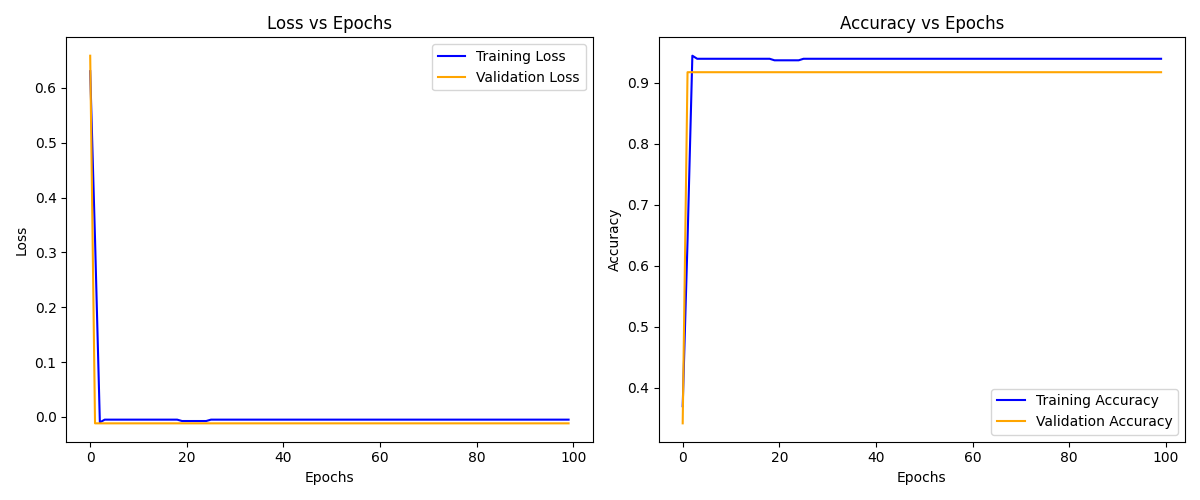 Loss vs Epochs
Training Loss
Validation Loss
0.6
0.5
0.4
0.3
0.2
0.1
0.0
Loss
0 20 40 60 80 100
Epochs
Accuracy vs Epochs
0.9
0.8
0.7
0.6
0.5
0.4
Accuracy
Training Accuracy
Validation Accuracy
0 20 40 60 80 100
Epochs